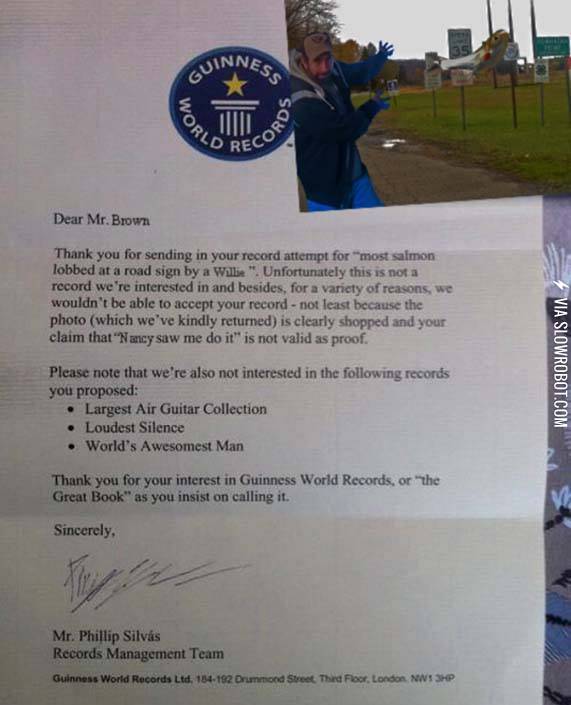 GUINNESS
WORLD RECORDS
35
Dear Mr. Brown
Thank you for sending in your record attempt for “most salmon
lobbed at a road sign by a Willie ”. Unfortunately this is not a
record we’re interested in and besides, for a variety of reasons, we
wouldn’t be able to accept your record - not least because the
photo (which we’ve kindly returned) is clearly shopped and your
claim that “Nancy saw me do it” is not valid as proof.
Please note that we’re also not interested in the following records
you proposed:
• Largest Air Guitar Collection
• Loudest Silence
• World’s Awesomest Man
Thank you for your interest in Guinness World Records, or “the
Great Book” as you insist on calling it.
Sincerely,
Mr. Phillip Silvás
Records Management Team
Guinness World Records Ltd. 184-192 Drummond Street, Third Floor, London. NW1 3HP
VIA SLOWROBOT.COM